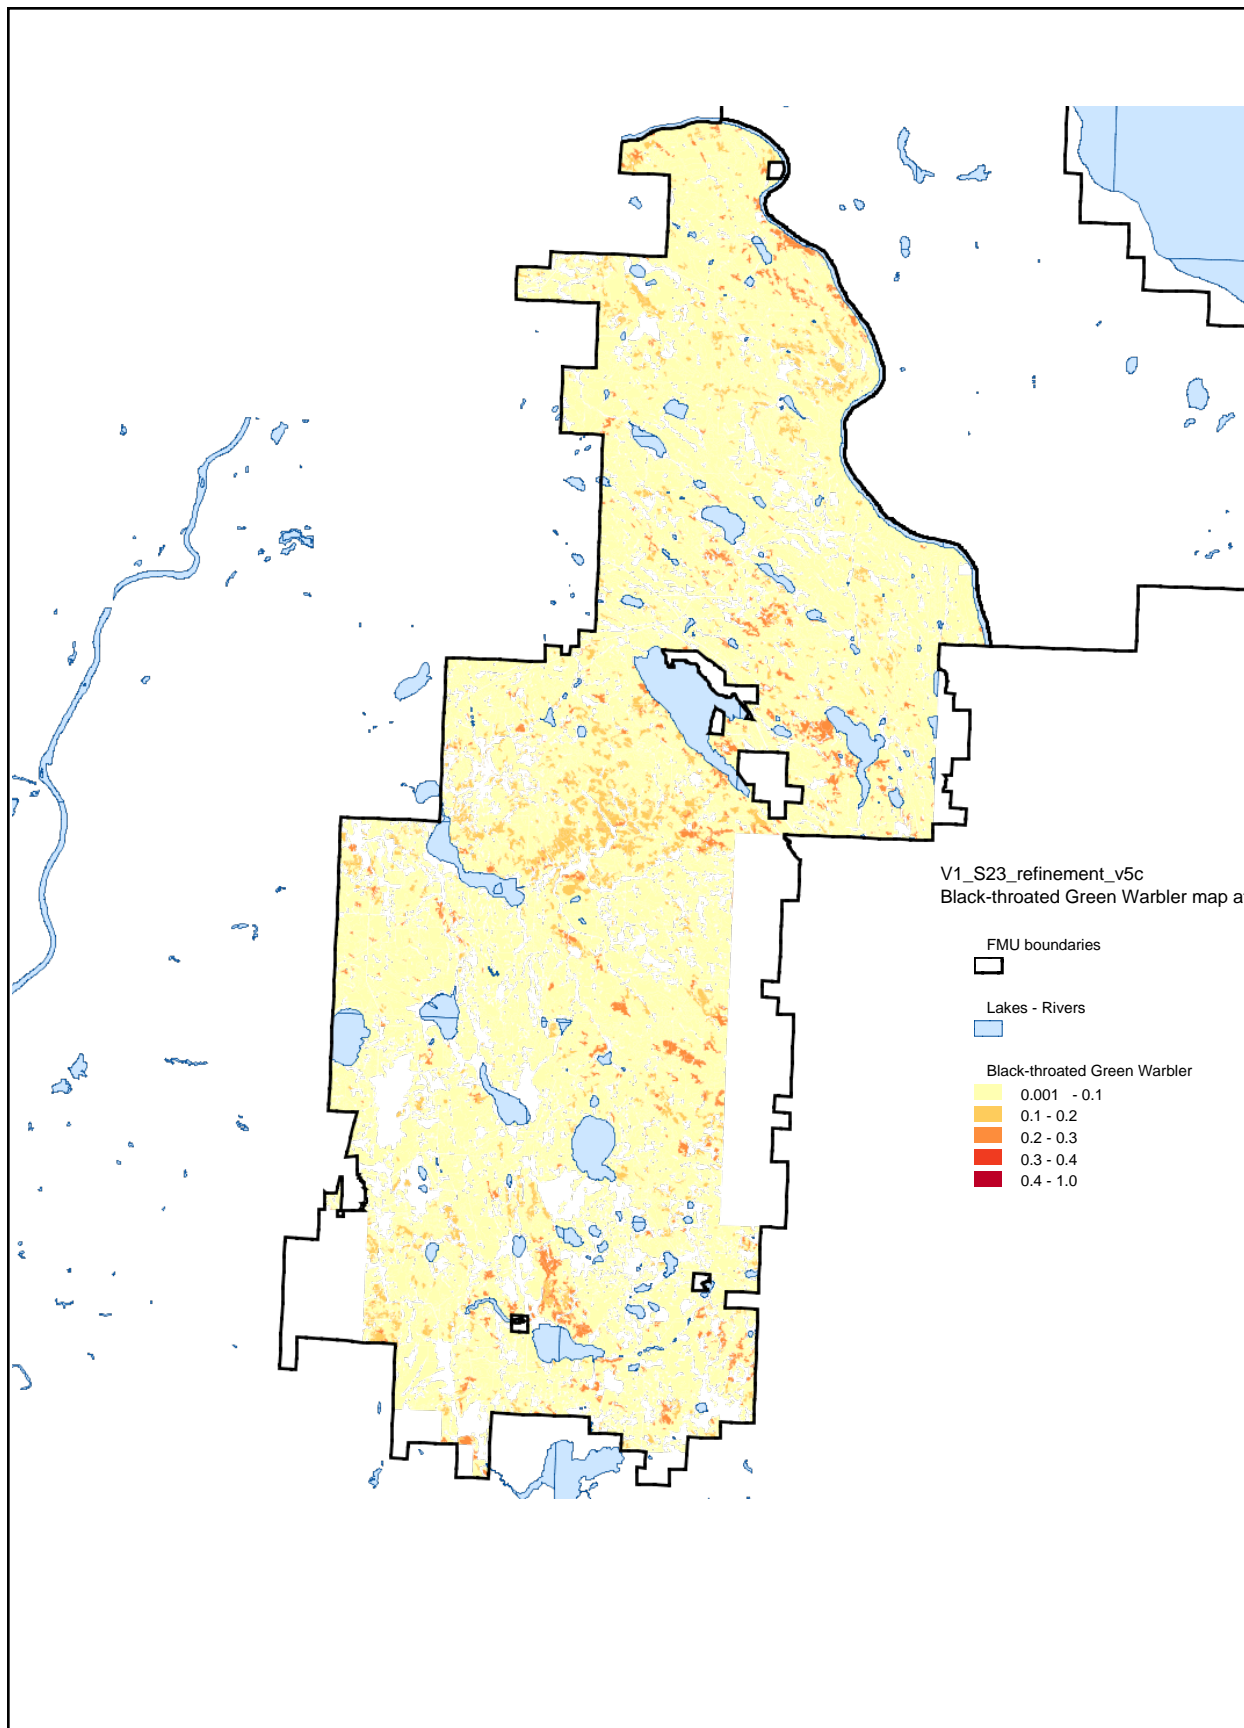 V1_S23_refinement_v5c
Black-throated Green Warbler map a
FMU boundaries
Lakes - Rivers
Black-throated Green Warbler
0.001 - 0.1
0.1 - 0.2
0.2 - 0.3
0.3 - 0.4
0.4 - 1.0